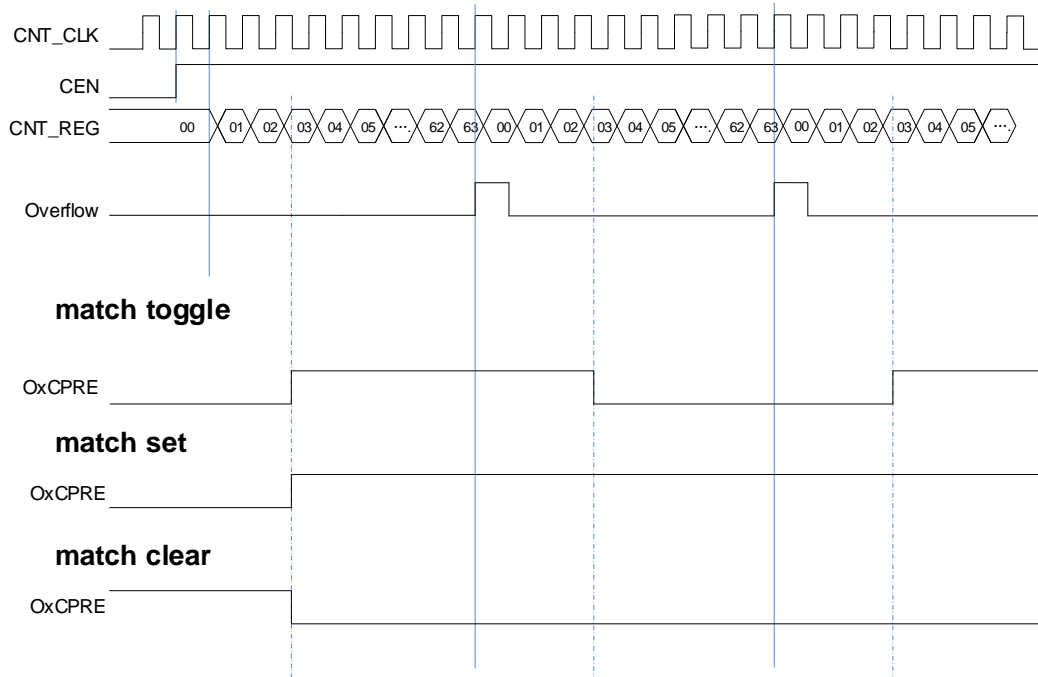 CNT_CLK
CEN
CNT_REG 00 01 02 03 04 05 ···. 62 63 00 01 02 03 04 05 ···. 62 63 00 01 02 03 04 05 ···.
Overflow
match toggle
OxCPRE
match set
OxCPRE
match clear
OxCPRE